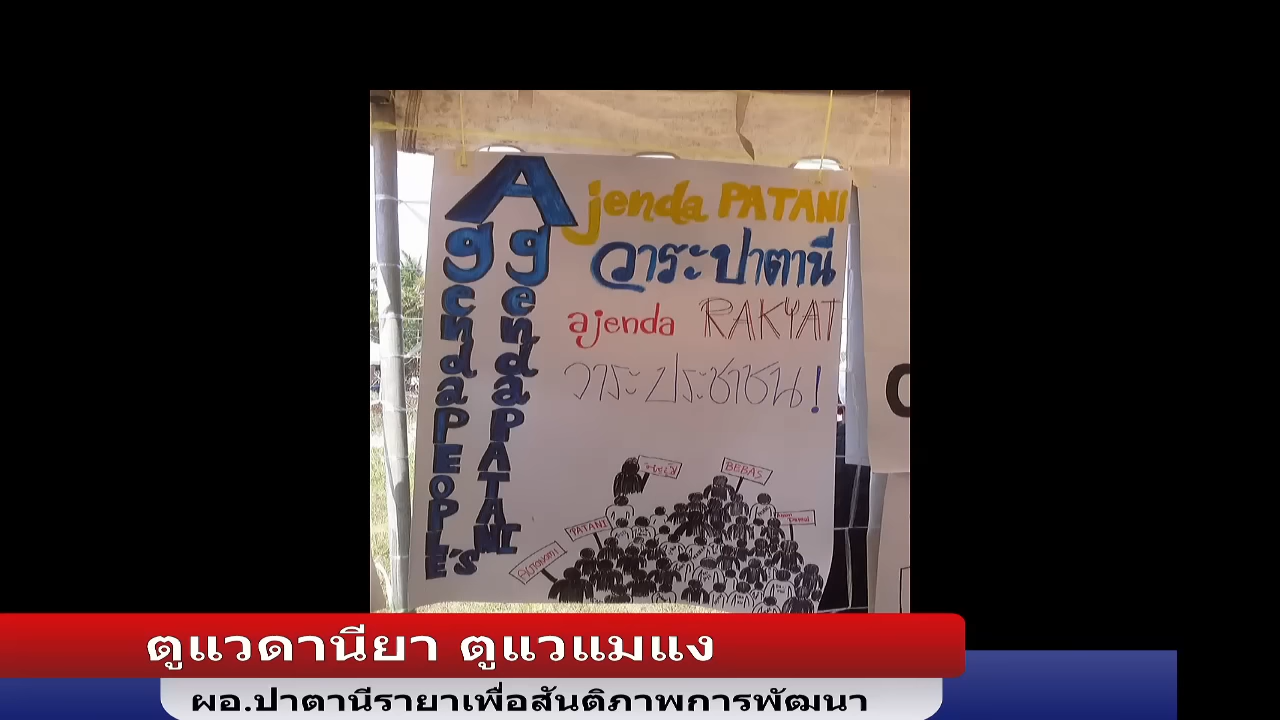 Ajenda PATANI
วาระปาตานี
ajenda RAKYAT
วาระประชาชน!
Agenda PEOPLE'S
Agenda PATANI
BEBAS
PATANI
AUTONOMI
ตูแวดานียา ตูแวแมแง
ผอ.ปาตานีรายาเพื่อสันติภาพการพัฒนา